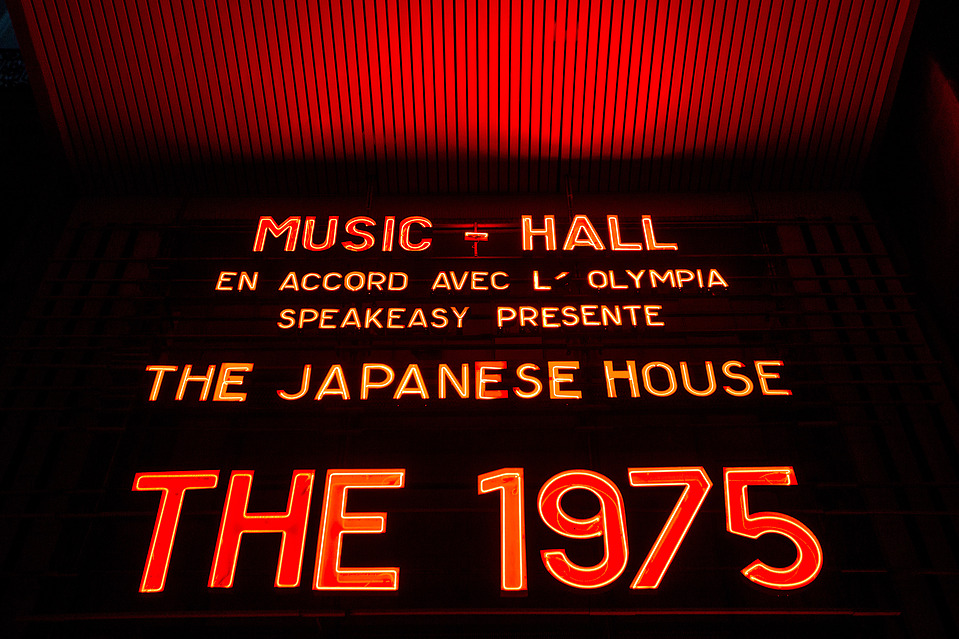 MUSIC - HALL
EN ACCORD AVEC L' OLYMPIA
SPEAKEASY PRESENTE
THE JAPANESE HOUSE
THE 1975